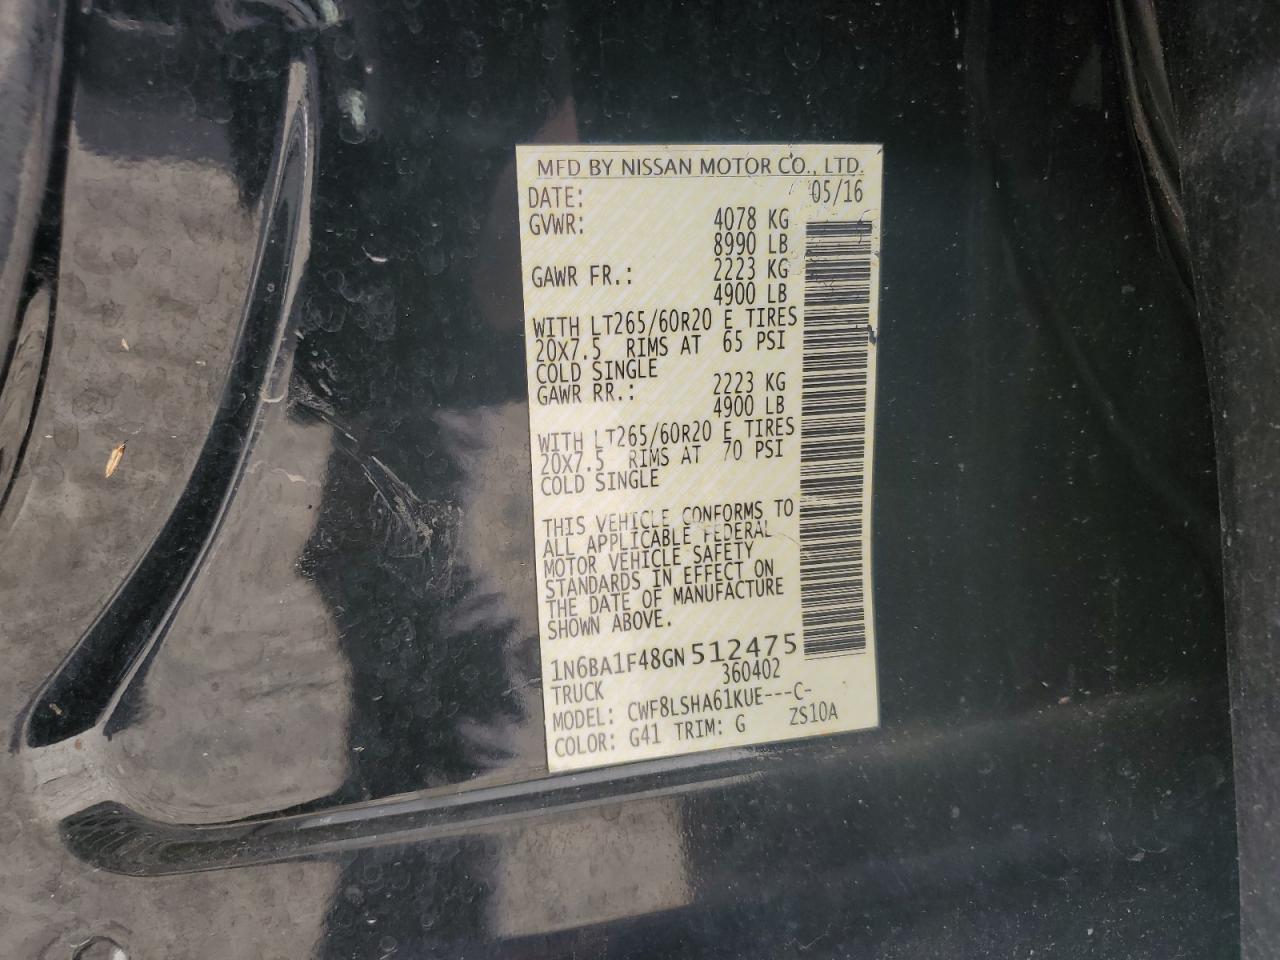 MFD BY NISSAN MOTOR CO., LTD.
DATE: 05/16
GVWR: 4078 KG
8990 LB
GAWR FR.: 2223 KG
4900 LB
WITH LT265/60R20 E TIRES
20X7.5 RIMS AT 65 PSI
COLD SINGLE
GAWR RR.: 2223 KG
4900 LB
WITH LT265/60R20 E TIRES
20X7.5 RIMS AT 70 PSI
COLD SINGLE
THIS VEHICLE CONFORMS TO
ALL APPLICABLE FEDERAL
MOTOR VEHICLE SAFETY
STANDARDS IN EFFECT ON
THE DATE OF MANUFACTURE
SHOWN ABOVE.
1N6BA1F48GN512475
TRUCK 360402
MODEL: CWF8LSHA61KUE---C-
COLOR: G41 TRIM: G ZS10A